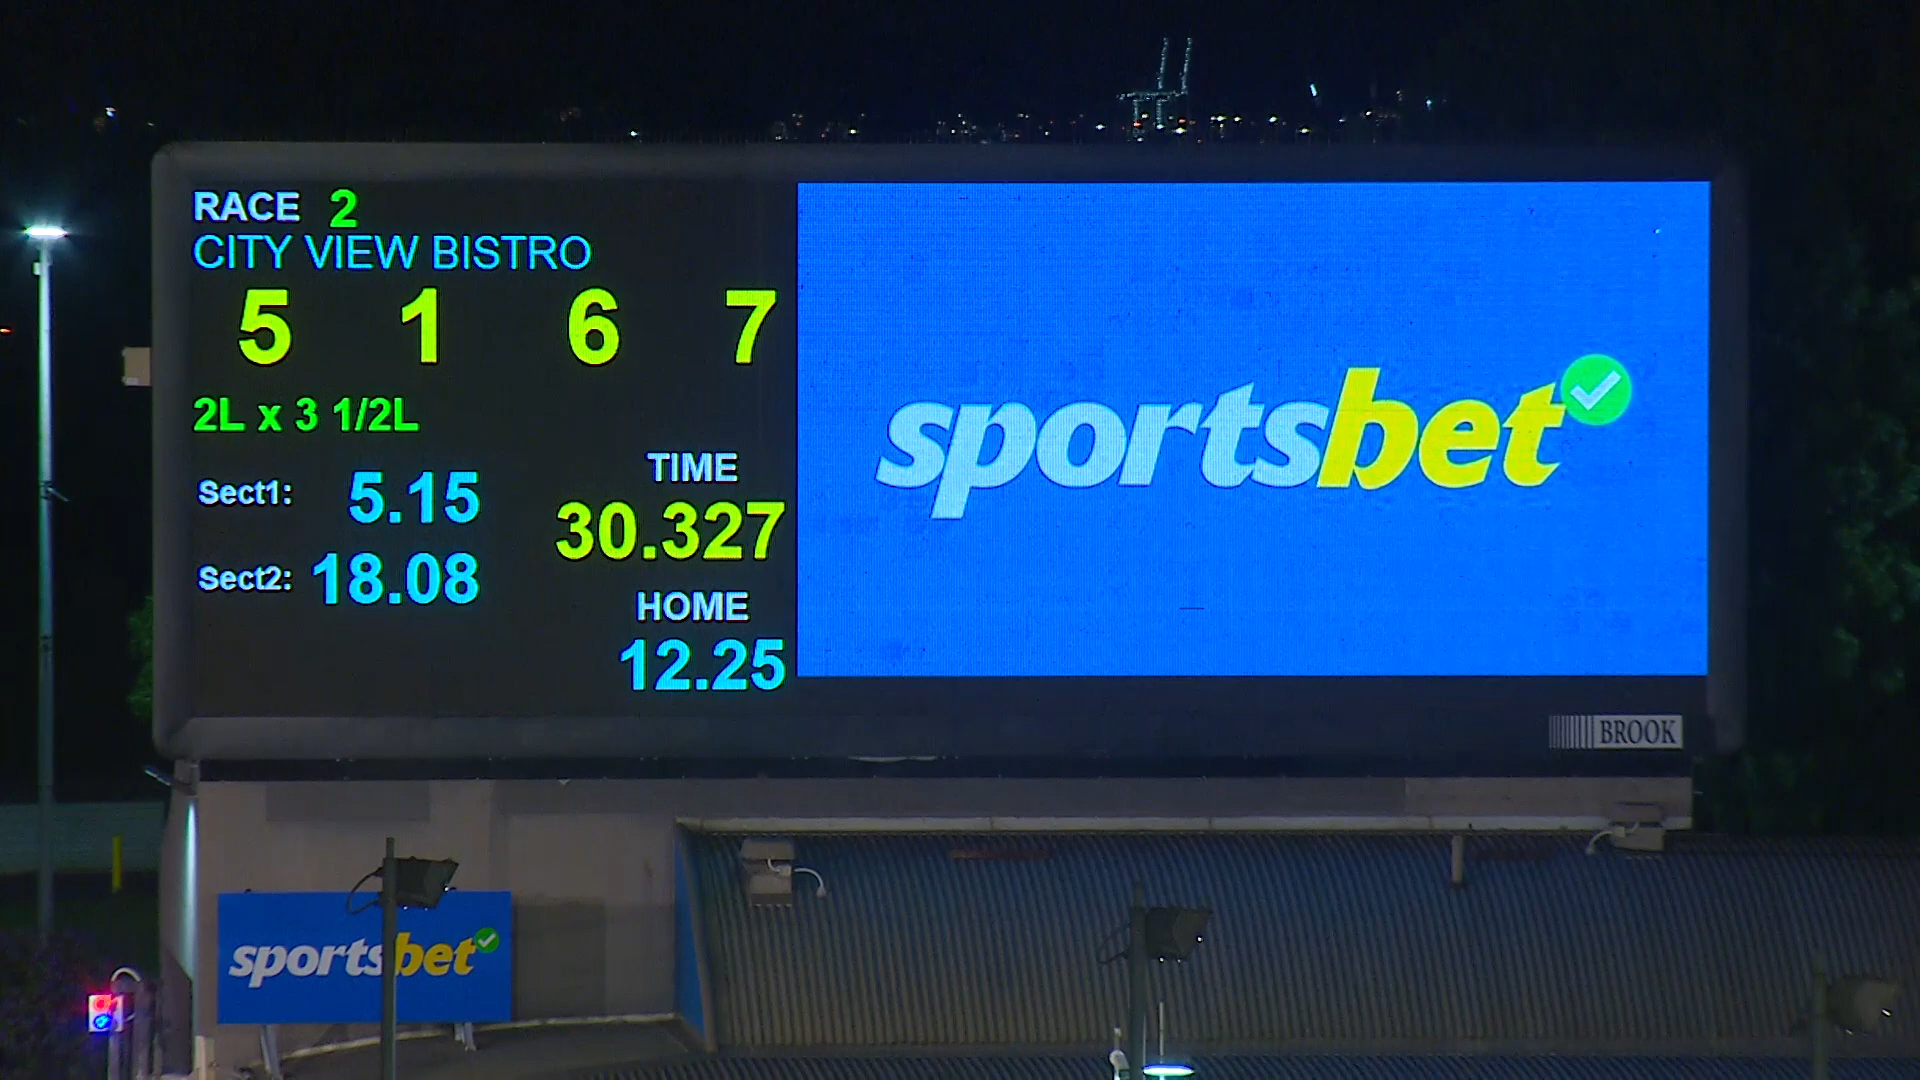 RACE 2
CITY VIEW BISTRO
5 1 6 7
2L x 3 1/2L
Sect1: 5.15
Sect2: 18.08
TIME
30.327
HOME
12.25
sportsbet
BROOK
sportsbet